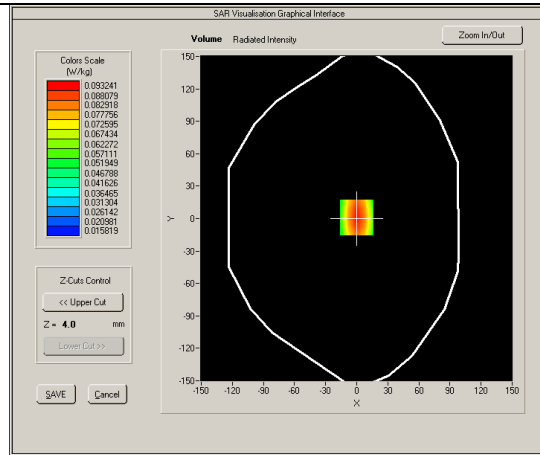 SAR Visualisation Graphical Interface
Volume Radiated Intensity
Zoom In/Out
Colors Scale
(W/kg)
0.093241
0.088079
0.082918
0.077756
0.072595
0.067434
0.062272
0.057111
0.051949
0.046788
0.041626
0.036465
0.031304
0.026142
0.020981
0.015819
Z-Cuts Control
<< Upper Cut
Z = 4.0 mm
Lower Cut >>
SAVE Cancel
150
120
90
60
30
0
-30
-60
-90
-120
-150
Y
-150 -120 -90 -60 -30 0 30 60 90 120 150
X